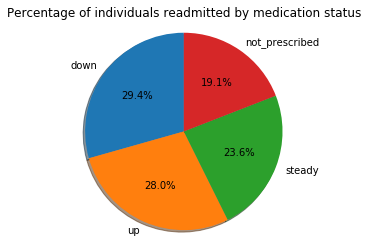 Percentage of individuals readmitted by medication status
not_prescribed
down
19.1%
29.4%
23.6%
steady
28.0%
up